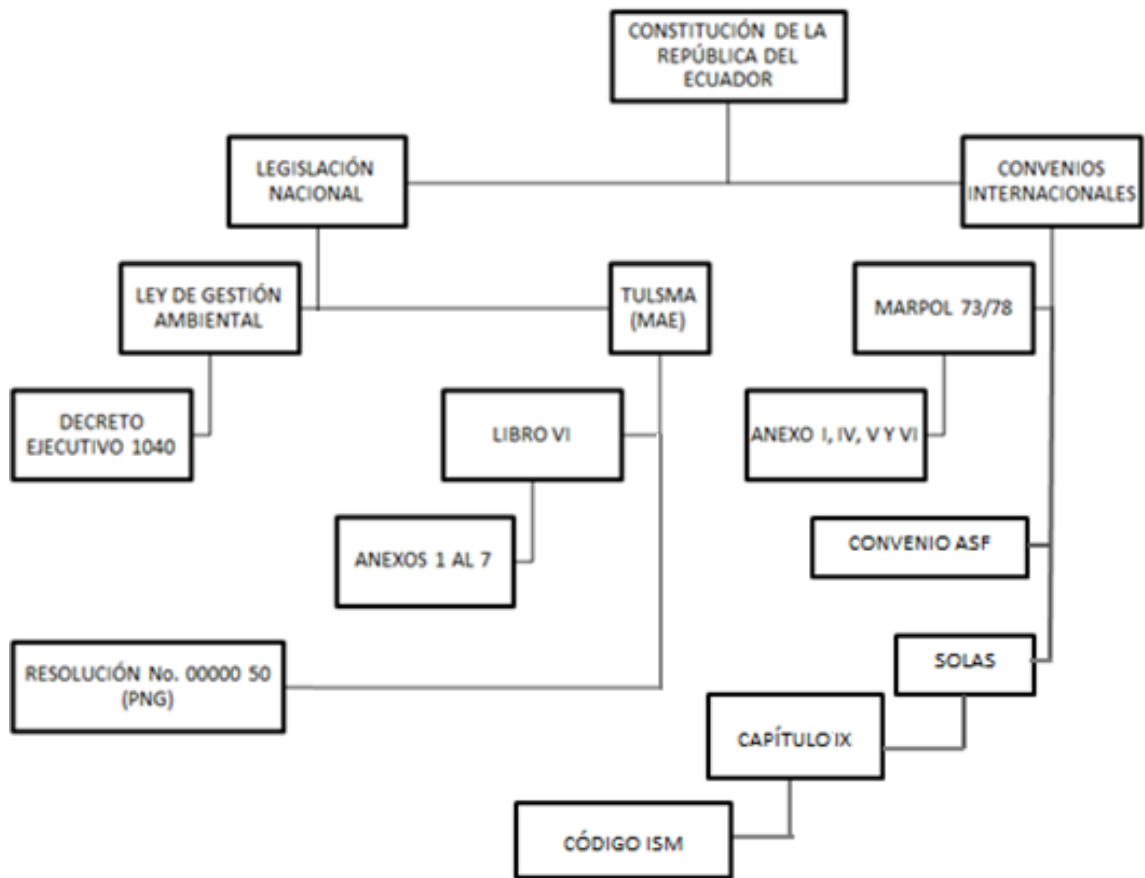 CONSTITUCIÓN DE LA
REPÚBLICA DEL
ECUADOR
LEGISLACIÓN
NACIONAL
CONVENIOS
INTERNACIONALES
LEY DE GESTIÓN
AMBIENTAL
TULSMA
(MAE)
MARPOL 73/78
DECRETO
EJECUTIVO 1040
LIBRO VI
ANEXO I, IV, V Y VI
ANEXOS 1 AL 7
CONVENIO ASF
RESOLUCIÓN No. 00000 50
(PNG)
SOLAS
CAPÍTULO IX
CÓDIGO ISM